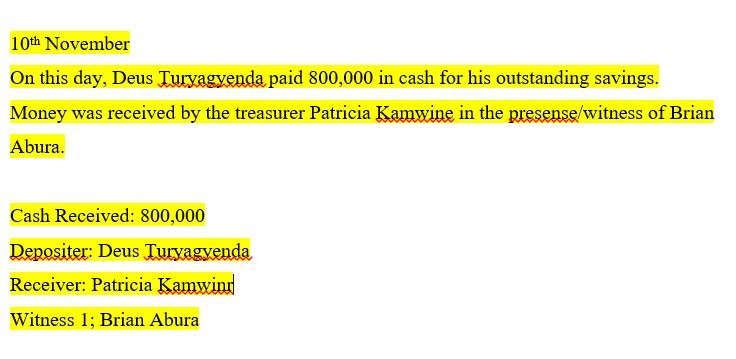 10th November
On this day, Deus Turyagyenda paid 800,000 in cash for his outstanding savings.
Money was received by the treasurer Patricia Kamwine in the presense/witness of Brian
Abura.
Cash Received: 800,000
Depositer: Deus Turyagyenda
Receiver: Patricia Kamwinr
Witness 1; Brian Abura